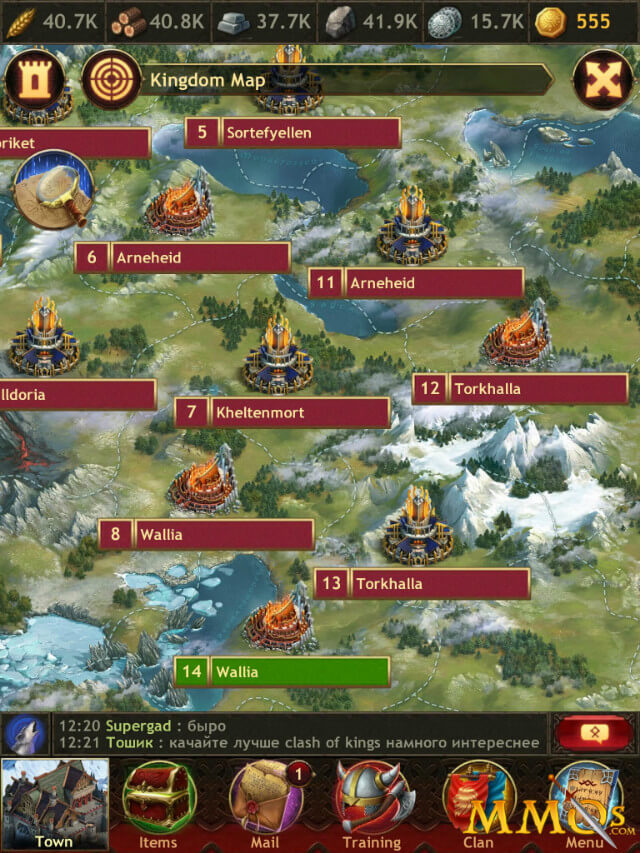 40.7K 40.8K 37.7K 41.9K 15.7K 555
Kingdom Map
5 Sortefyellen
riket
6 Arneheid
11 Arneheid
lldoria
12 Torkhalla
7 Kheltenmort
8 Wallia
13 Torkhalla
14 Wallia
12:20 Supergad : быро
12:21 Тошик : качайте лучше clash of kings намного интереснее
1
Town Items Mail Training Clan Menu
MMOs.COM